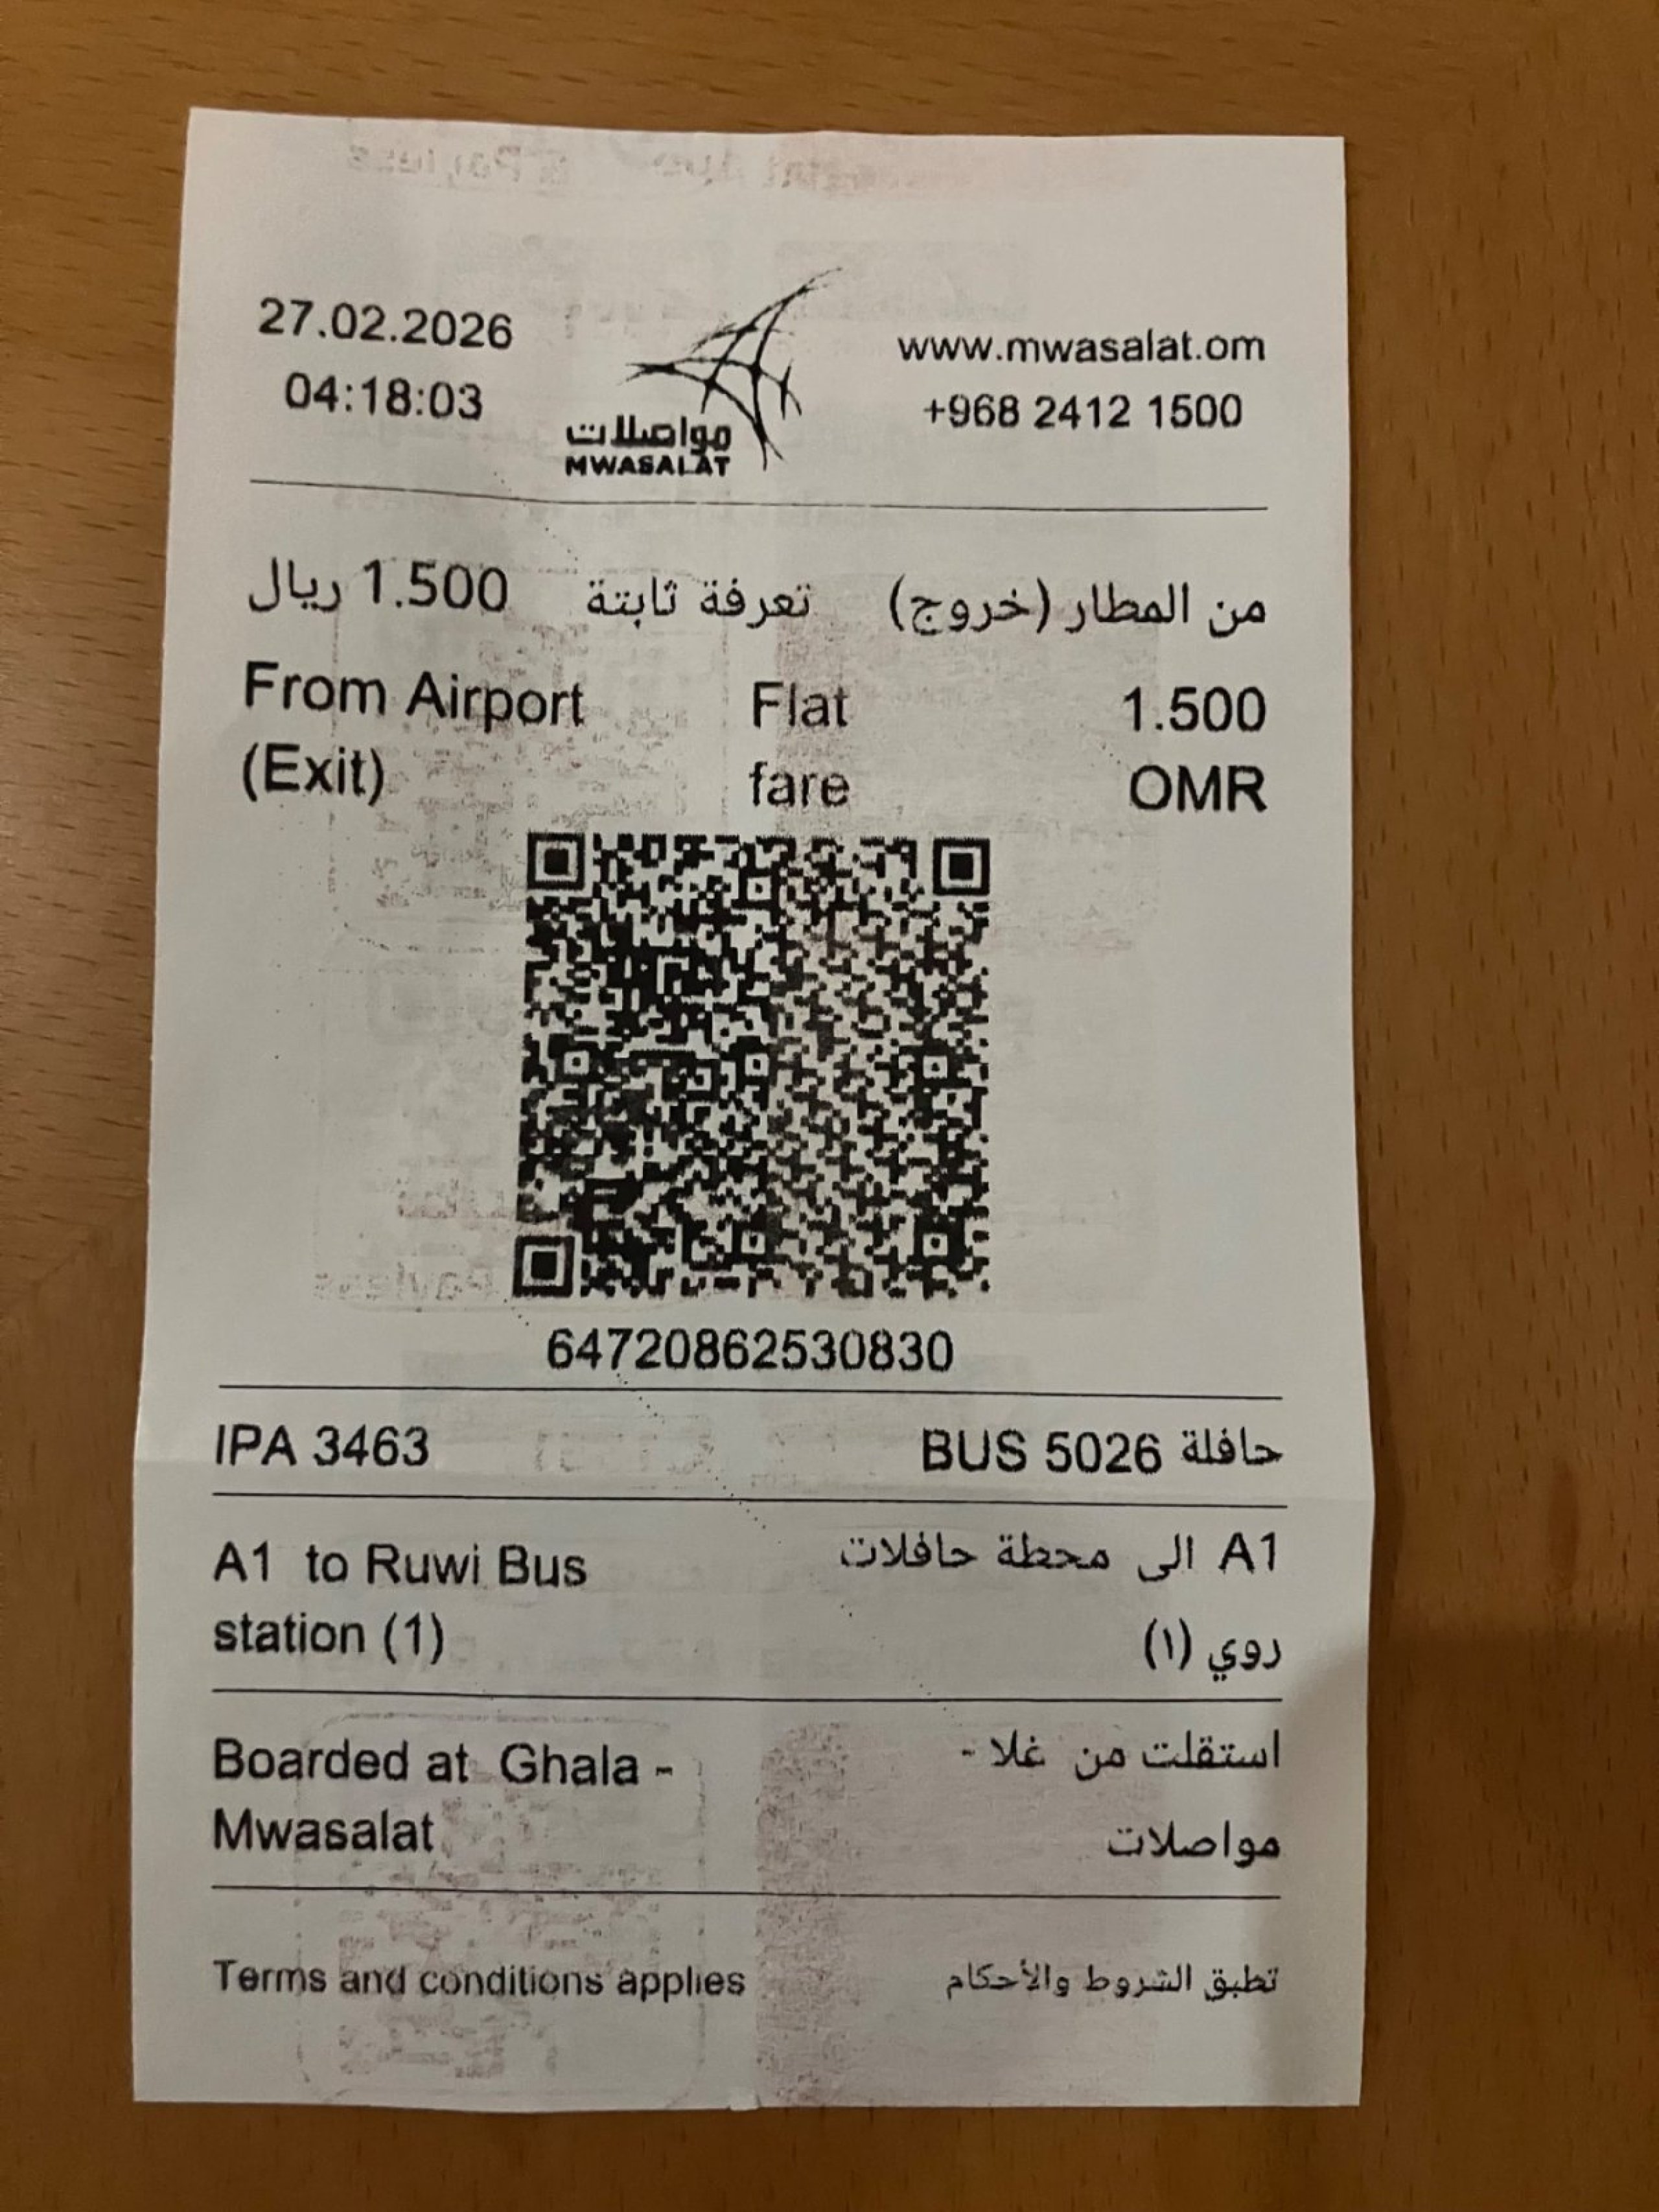 27.02.2026
04:18:03
مواصلات
MWASALAT
www.mwasalat.om
+968 2412 1500
من المطار (خروج) تعرفة ثابتة 1.500 ريال
From Airport Flat 1.500
(Exit) fare OMR
64720862530830
IPA 3463 BUS 5026 حافلة
A1 to Ruwi Bus
station (1)
A1 الى محطة حافلات
روي (١)
Boarded at Ghala -
Mwasalat
استقلت من غلا -
مواصلات
Terms and conditions applies تطبق الشروط والأحكام